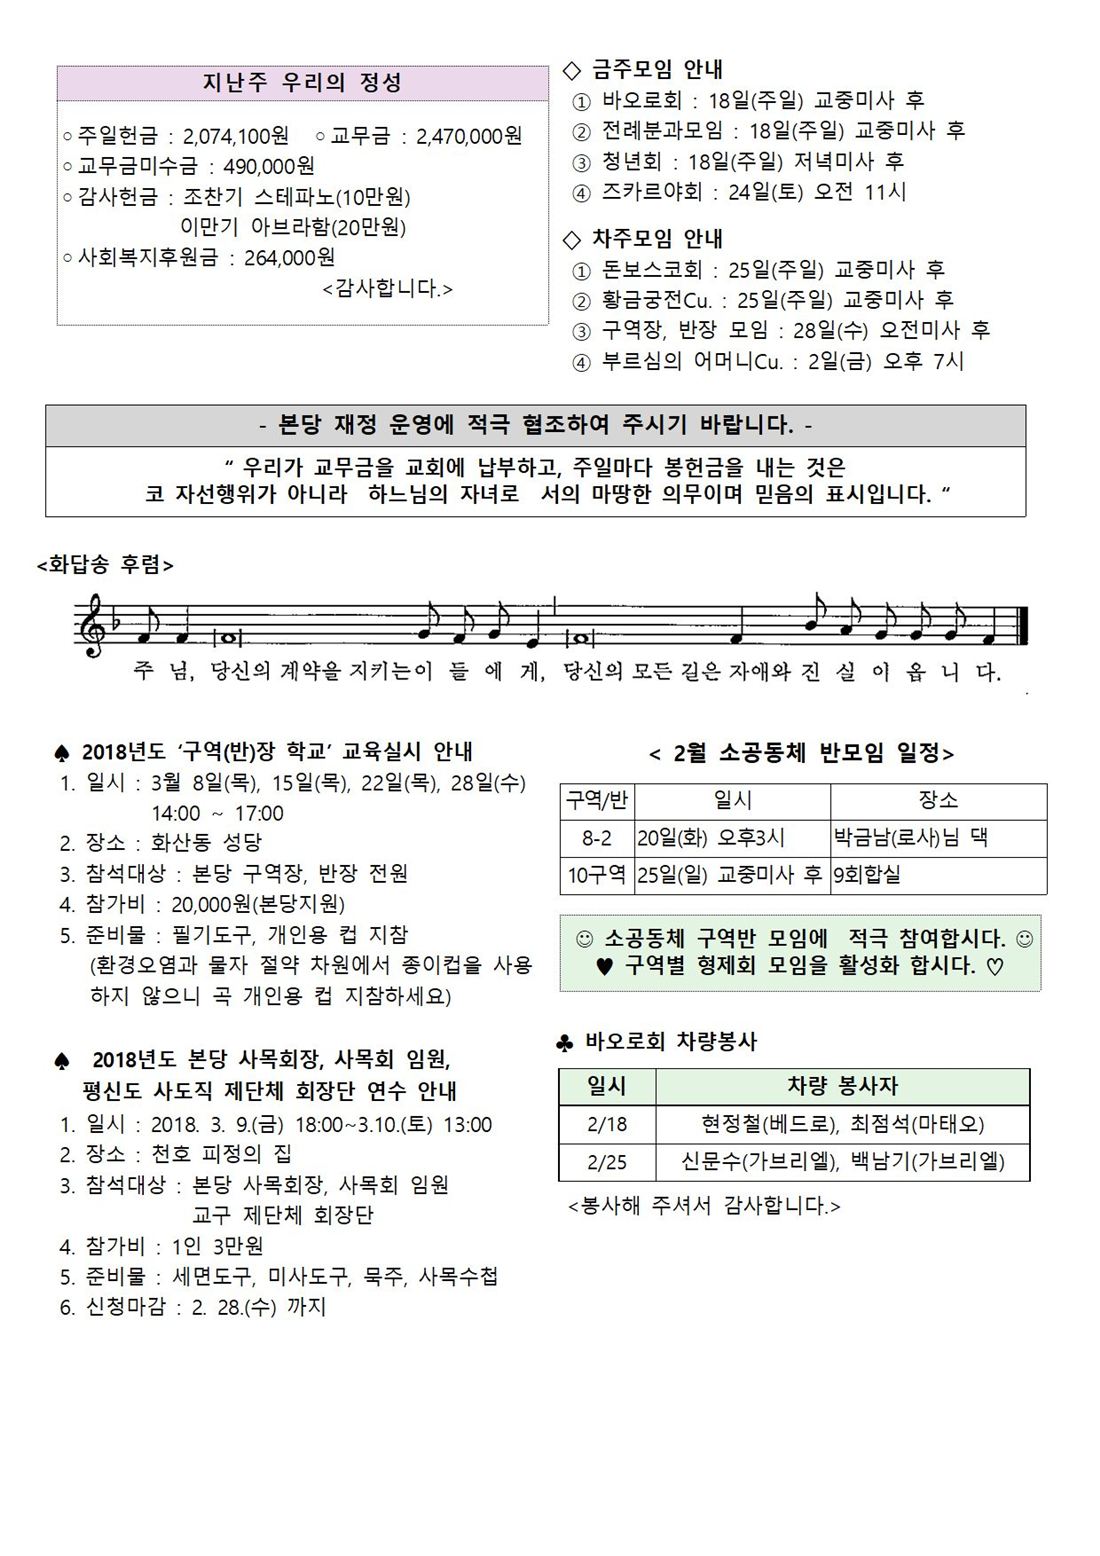 지난주 우리의 정성
○ 주일헌금 : 2,074,100원 ○ 교무금 : 2,470,000원
○ 교무금미수금 : 490,000원
○ 감사헌금 : 조찬기 스테파노(10만원)
이만기 아브라함(20만원)
○ 사회복지후원금 : 264,000원
<감사합니다.>
◇ 금주모임 안내
① 바오로회 : 18일(주일) 교중미사 후
② 전례분과모임 : 18일(주일) 교중미사 후
③ 청년회 : 18일(주일) 저녁미사 후
④ 즈카르야회 : 24일(토) 오전 11시
◇ 차주모임 안내
① 돈보스코회 : 25일(주일) 교중미사 후
② 황금궁전Cu. : 25일(주일) 교중미사 후
③ 구역장, 반장 모임 : 28일(수) 오전미사 후
④ 부르심의 어머니Cu. : 2일(금) 오후 7시
- 본당 재정 운영에 적극 협조하여 주시기 바랍니다. -
“ 우리가 교무금을 교회에 납부하고, 주일마다 봉헌금을 내는 것은
코 자선행위가 아니라 하느님의 자녀로 서의 마땅한 의무이며 믿음의 표시입니다. “
<화답송 후렴>
주 님, 당신의 계약을 지키는이 들 에 게, 당신의 모든 길은 자애와 진 실 이 옵 니 다.
♠ 2018년도 ‘구역(반)장 학교’ 교육실시 안내
1. 일시 : 3월 8일(목), 15일(목), 22일(목), 28일(수)
14:00 ~ 17:00
2. 장소 : 화산동 성당
3. 참석대상 : 본당 구역장, 반장 전원
4. 참가비 : 20,000원(본당지원)
5. 준비물 : 필기도구, 개인용 컵 지참
(환경오염과 물자 절약 차원에서 종이컵을 사용
하지 않으니 곡 개인용 컵 지참하세요)
♠ 2018년도 본당 사목회장, 사목회 임원,
평신도 사도직 제단체 회장단 연수 안내
1. 일시 : 2018. 3. 9.(금) 18:00~3.10.(토) 13:00
2. 장소 : 천호 피정의 집
3. 참석대상 : 본당 사목회장, 사목회 임원
교구 제단체 회장단
4. 참가비 : 1인 3만원
5. 준비물 : 세면도구, 미사도구, 묵주, 사목수첩
6. 신청마감 : 2. 28.(수) 까지
< 2월 소공동체 반모임 일정>
구역/반 일시 장소
8-2 20일(화) 오후3시 박금남(로사)님 댁
10구역 25일(일) 교중미사 후 9회합실
☺ 소공동체 구역반 모임에 적극 참여합시다. ☺
♥ 구역별 형제회 모임을 활성화 합시다. ♡
♣ 바오로회 차량봉사
일시 차량 봉사자
2/18 현정철(베드로), 최점석(마태오)
2/25 신문수(가브리엘), 백남기(가브리엘)
<봉사해 주셔서 감사합니다.>